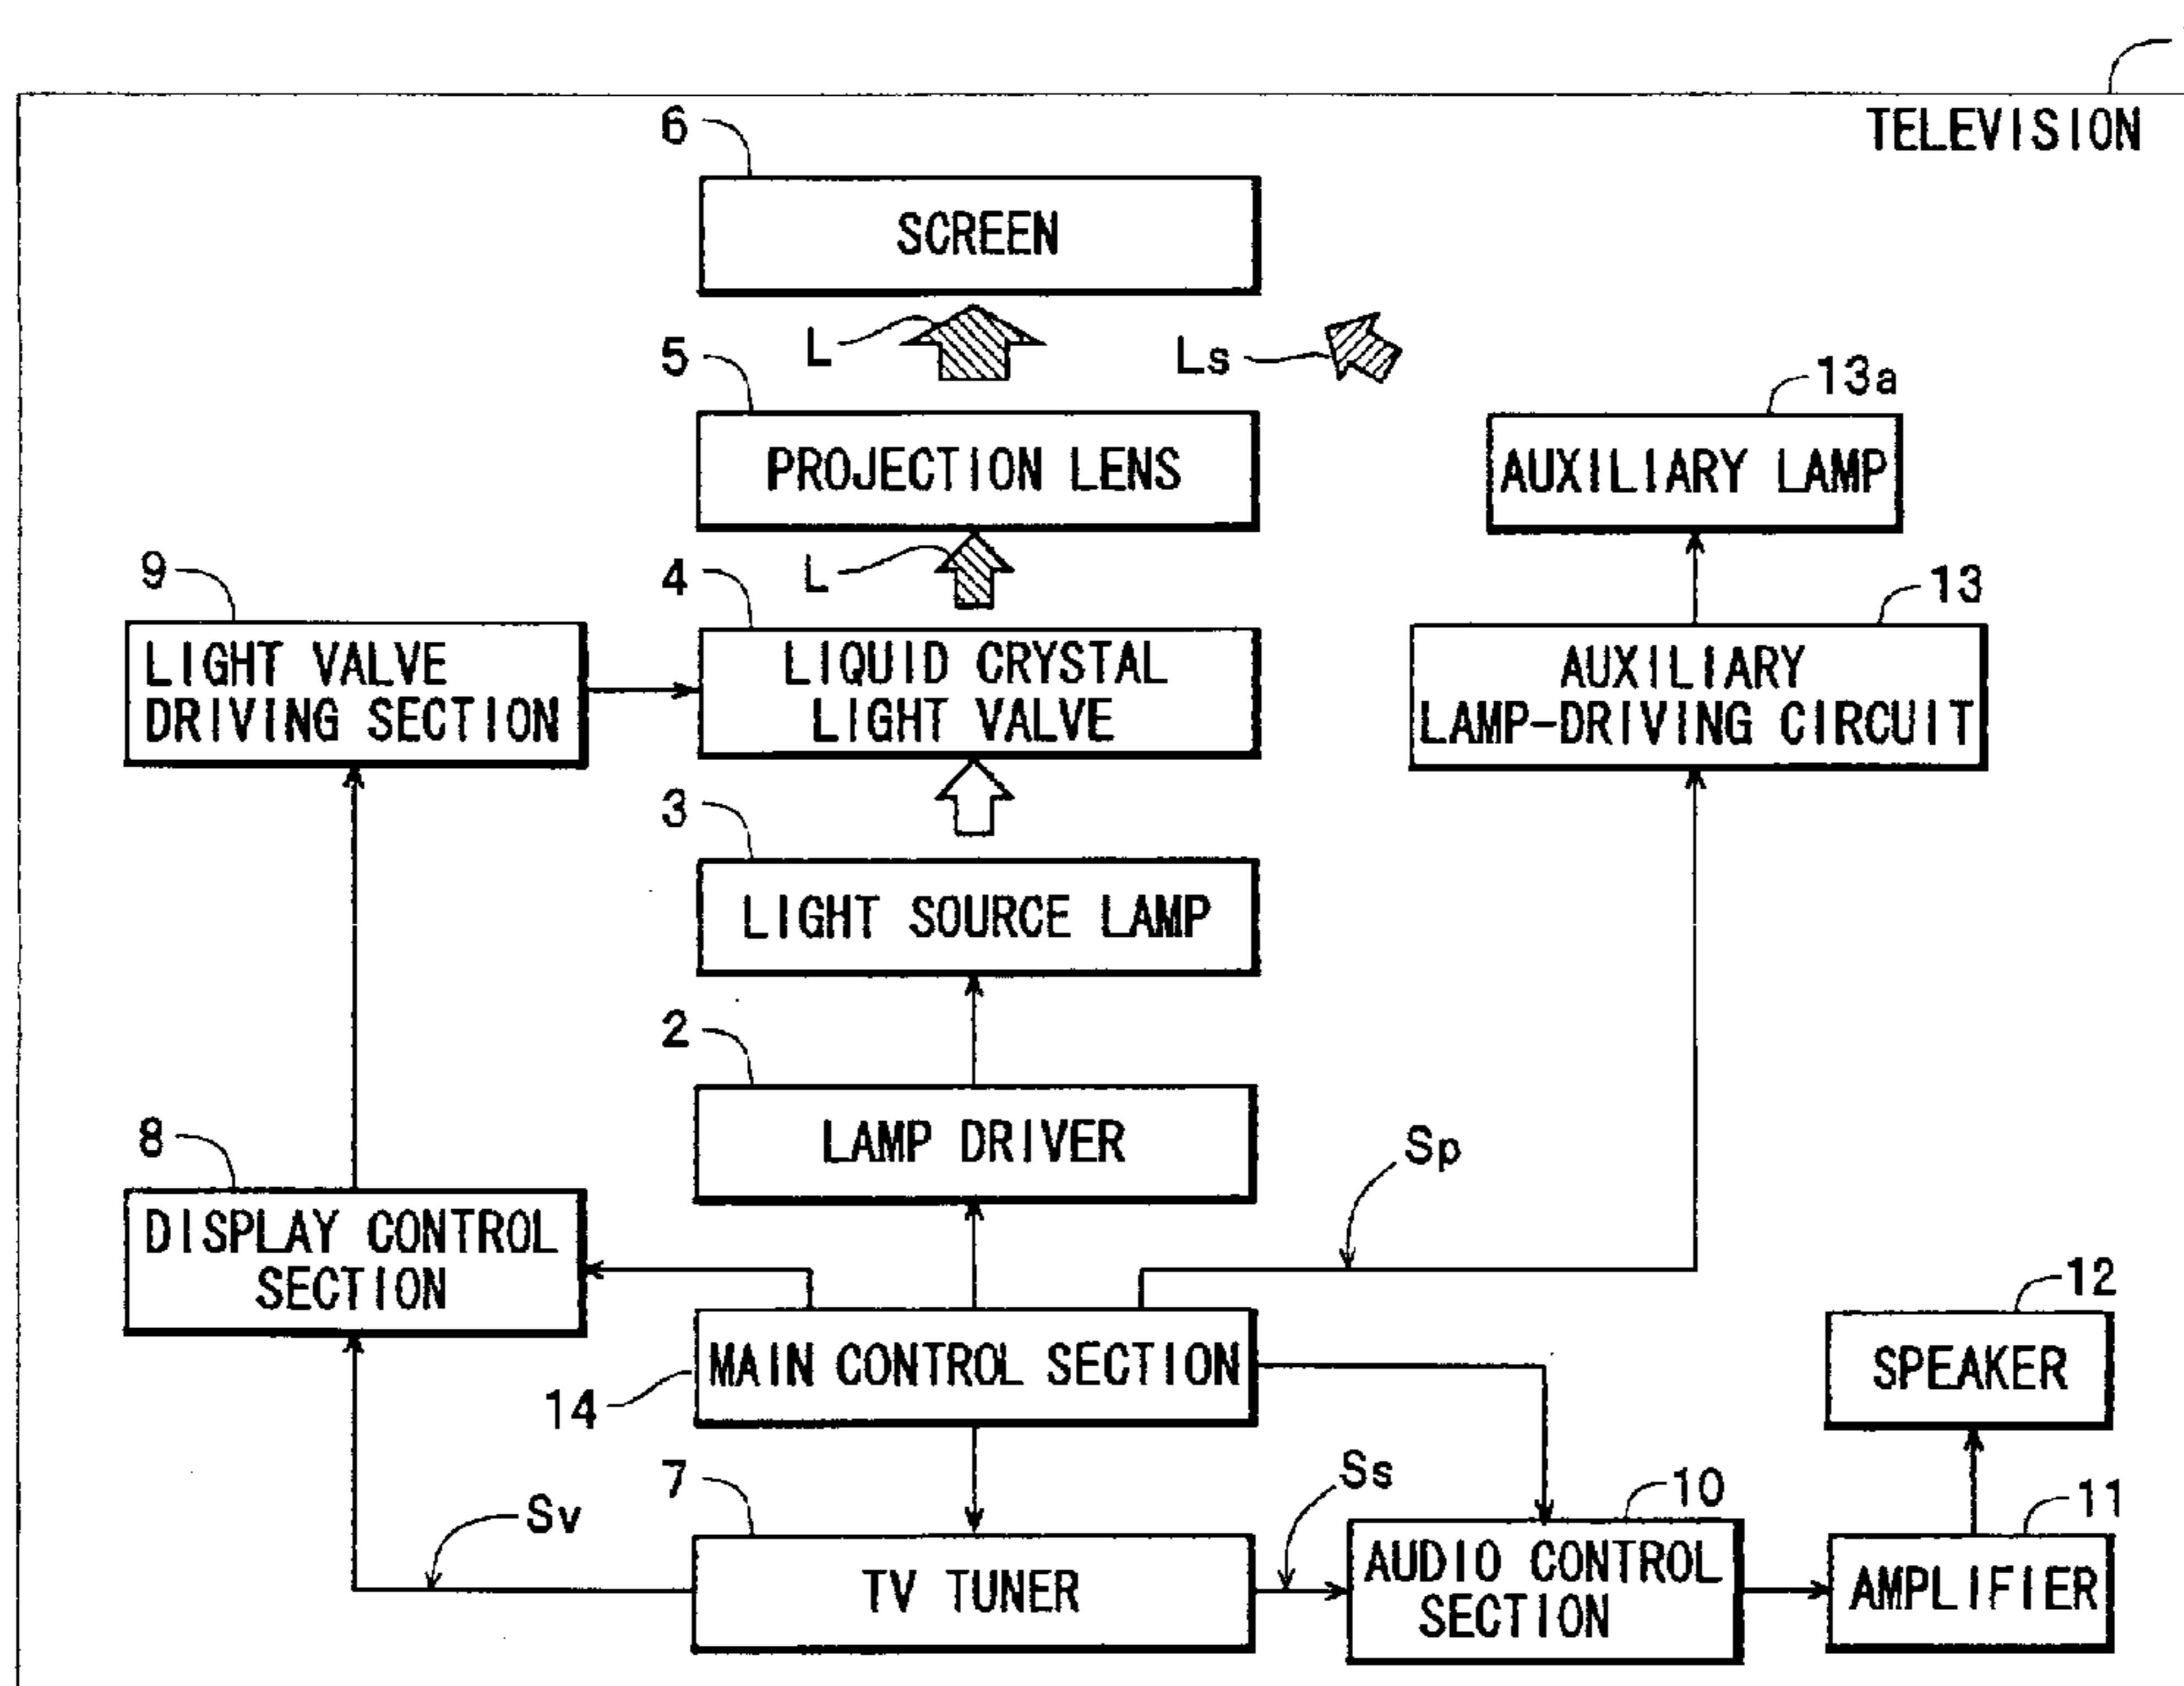 TELEVISION
6
SCREEN
L
Ls
5
13a
PROJECTION LENS
AUXILIARY LAMP
9
L
4
13
LIGHT VALVE
DRIVING SECTION
LIQUID CRYSTAL
LIGHT VALVE
AUXILIARY
LAMP-DRIVING CIRCUIT
3
LIGHT SOURCE LAMP
2
8
LAMP DRIVER
Sp
DISPLAY CONTROL
SECTION
12
14
MAIN CONTROL SECTION
SPEAKER
7
Sv
Ss
10
11
TV TUNER
AUDIO CONTROL
SECTION
AMPLIFIER